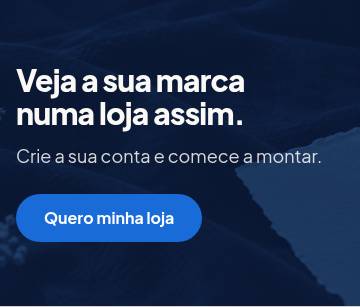 Veja a sua marca
numa loja assim.
Crie a sua conta e comece a montar.
Quero minha loja